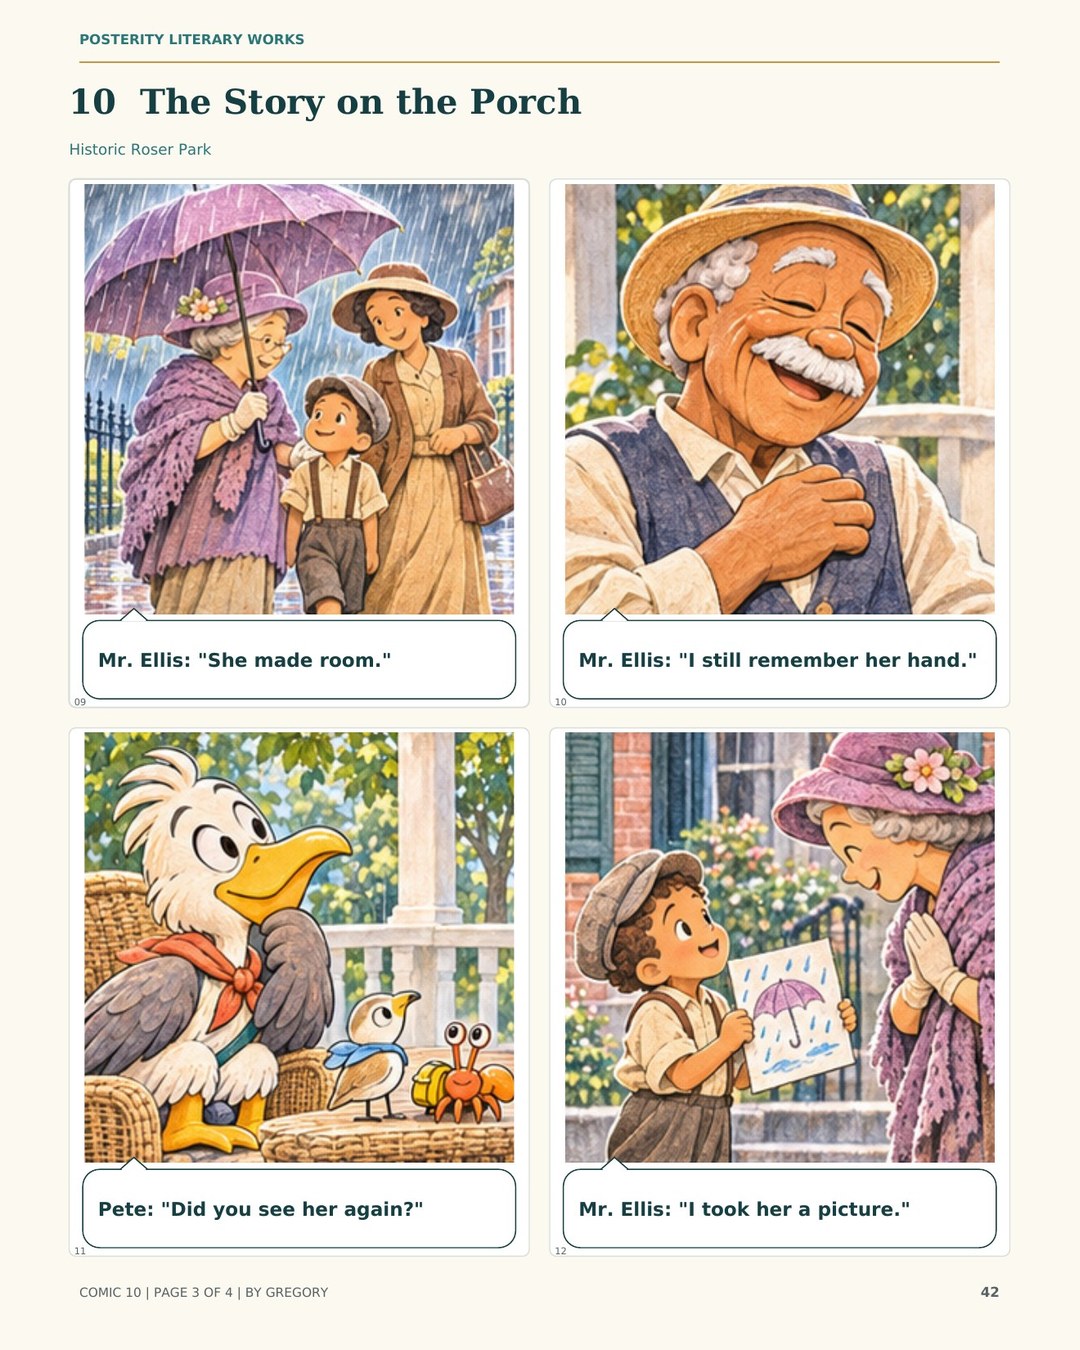 POSTERITY LITERARY WORKS
10 The Story on the Porch
Historic Roser Park
Mr. Ellis: "She made room."
09
Mr. Ellis: "I still remember her hand."
10
Pete: "Did you see her again?"
11
Mr. Ellis: "I took her a picture."
12
COMIC 10 | PAGE 3 OF 4 | BY GREGORY
42